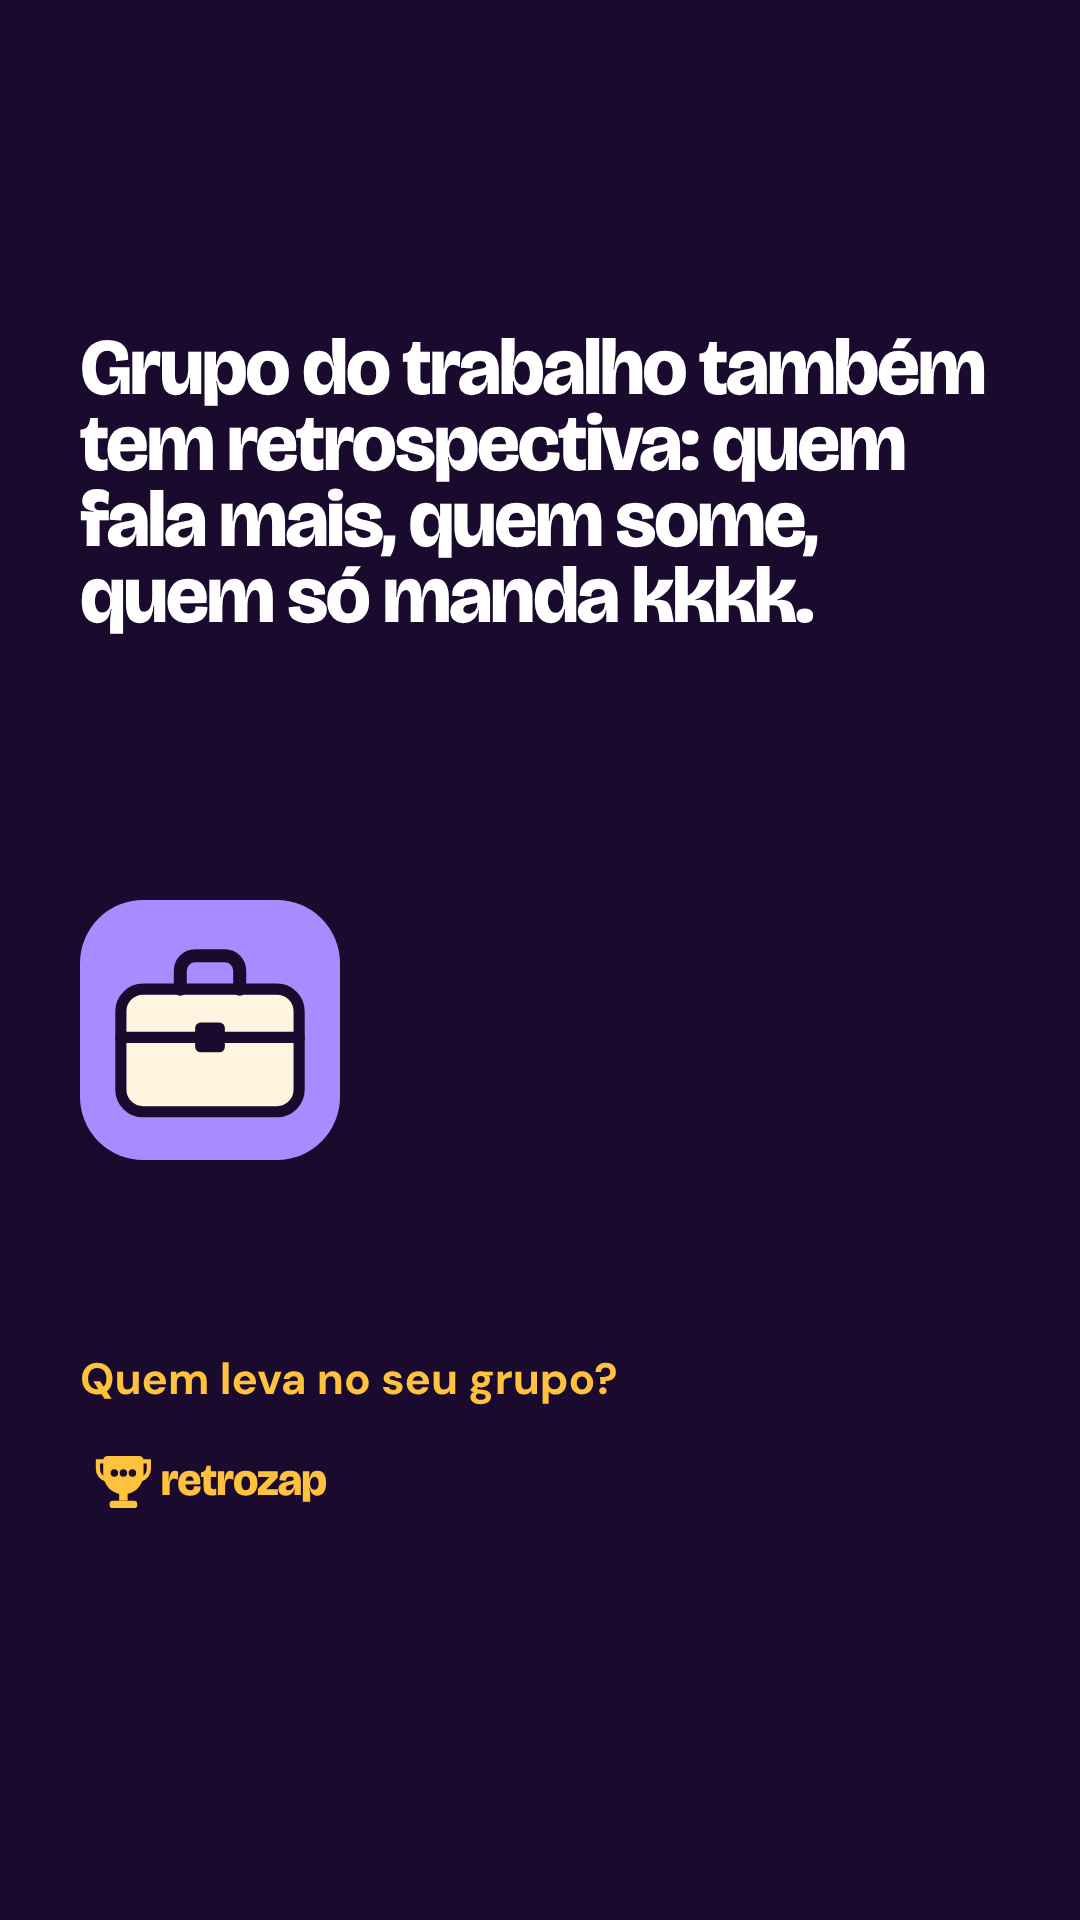 Grupo do trabalho também
tem retrospectiva: quem
fala mais, quem some,
quem só manda kkkk.
Quem leva no seu grupo?
retrozap